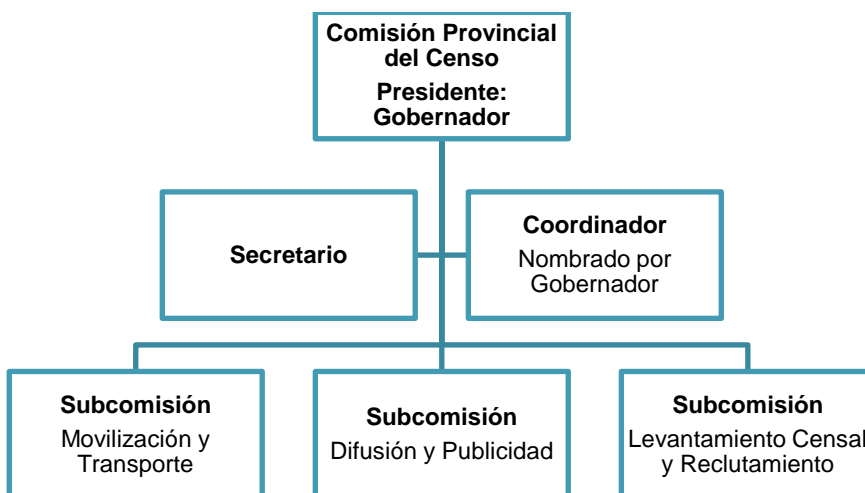 Comisión Provincial
del Censo
Presidente:
Gobernador
Secretario
Coordinador
Nombrado por
Gobernador
Subcomisión
Movilización y
Transporte
Subcomisión
Difusión y Publicidad
Subcomisión
Levantamiento Censal
y Reclutamiento